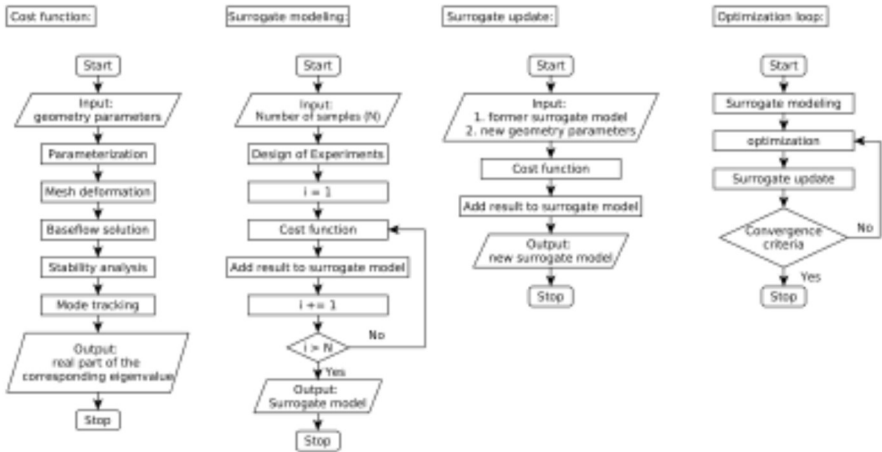 Cost function:
Start
Input:
geometry parameters
Parameterization
Mesh deformation
Baseflow solution
Stability analysis
Mode tracking
Output:
real part of the
corresponding eigenvalue
Stop
Surrogate modeling:
Start
Input:
Number of samples (N)
Design of Experiments
i = 1
Cost function
Add result to surrogate model
i += 1
i > N
No
Yes
Output:
Surrogate model
Stop
Surrogate update:
Start
Input:
1. former surrogate model
2. new geometry parameters
Cost function
Add result to surrogate model
Output:
new surrogate model
Stop
Optimization loop:
Start
Surrogate modeling
optimization
Surrogate update
Convergence
criteria
No
Yes
Stop